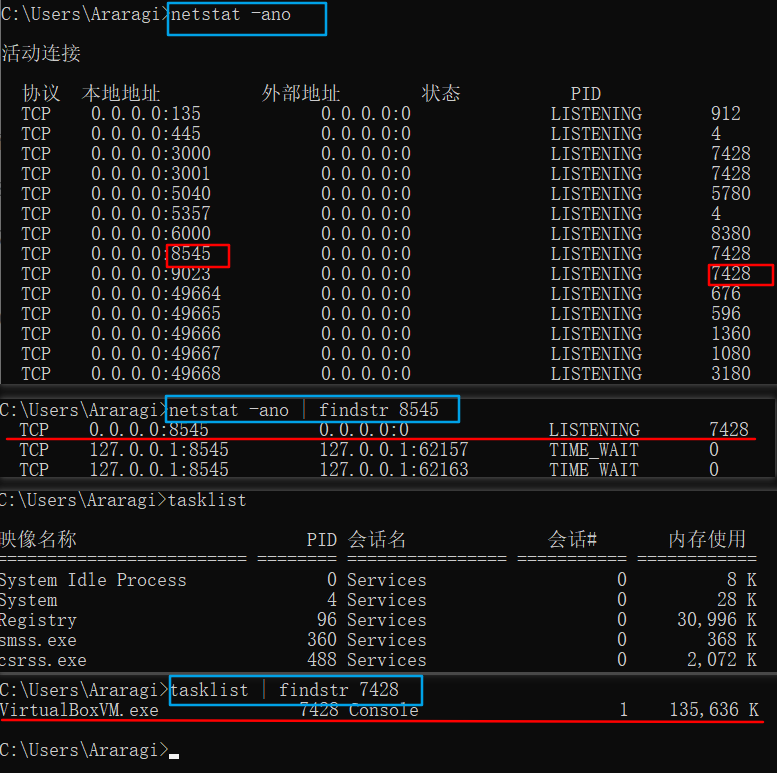 C:\Users\Araragi>netstat -ano
活动连接
协议 本地地址 外部地址 状态 PID
TCP 0.0.0.0:135 0.0.0.0:0 LISTENING 912
TCP 0.0.0.0:445 0.0.0.0:0 LISTENING 4
TCP 0.0.0.0:3000 0.0.0.0:0 LISTENING 7428
TCP 0.0.0.0:3001 0.0.0.0:0 LISTENING 7428
TCP 0.0.0.0:5040 0.0.0.0:0 LISTENING 5780
TCP 0.0.0.0:5357 0.0.0.0:0 LISTENING 4
TCP 0.0.0.0:6000 0.0.0.0:0 LISTENING 8380
TCP 0.0.0.0:8545 0.0.0.0:0 LISTENING 7428
TCP 0.0.0.0:9023 0.0.0.0:0 LISTENING 7428
TCP 0.0.0.0:49664 0.0.0.0:0 LISTENING 676
TCP 0.0.0.0:49665 0.0.0.0:0 LISTENING 596
TCP 0.0.0.0:49666 0.0.0.0:0 LISTENING 1360
TCP 0.0.0.0:49667 0.0.0.0:0 LISTENING 1080
TCP 0.0.0.0:49668 0.0.0.0:0 LISTENING 3180
C:\Users\Araragi>netstat -ano | findstr 8545
TCP 0.0.0.0:8545 0.0.0.0:0 LISTENING 7428
TCP 127.0.0.1:8545 127.0.0.1:62157 TIME_WAIT 0
TCP 127.0.0.1:8545 127.0.0.1:62163 TIME_WAIT 0
C:\Users\Araragi>tasklist
映像名称 PID 会话名 会话# 内存使用
========================= ======== ================ =========== ============
System Idle Process 0 Services 0 8 K
System 4 Services 0 28 K
Registry 96 Services 0 30,996 K
smss.exe 360 Services 0 368 K
csrss.exe 488 Services 0 2,072 K
C:\Users\Araragi>tasklist | findstr 7428
VirtualBoxVM.exe 7428 Console 1 135,636 K
C:\Users\Araragi>